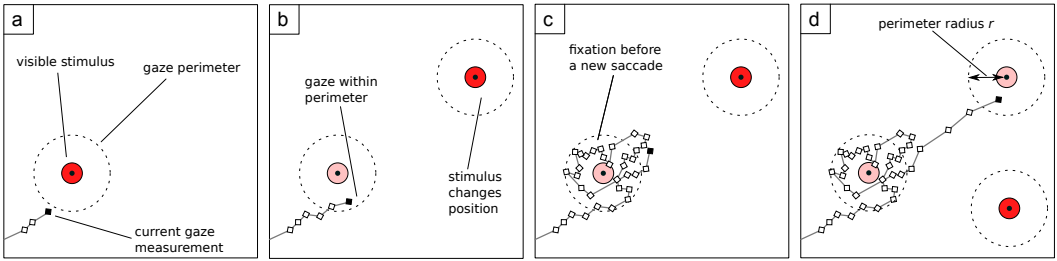 a
visible stimulus
gaze perimeter
current gaze
measurement
b
gaze within
perimeter
stimulus
changes
position
c
fixation before
a new saccade
d
perimeter radius r